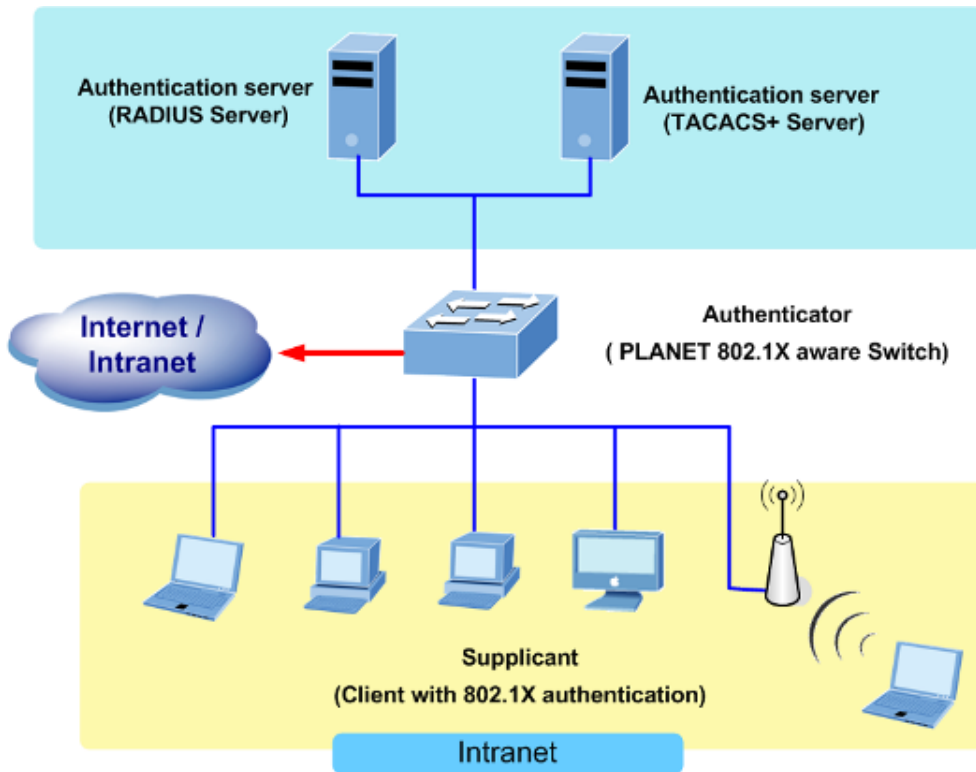 Authentication server
(RADIUS Server)
Authentication server
(TACACS+ Server)
Internet /
Intranet
Authenticator
( PLANET 802.1X aware Switch)
Supplicant
(Client with 802.1X authentication)
Intranet